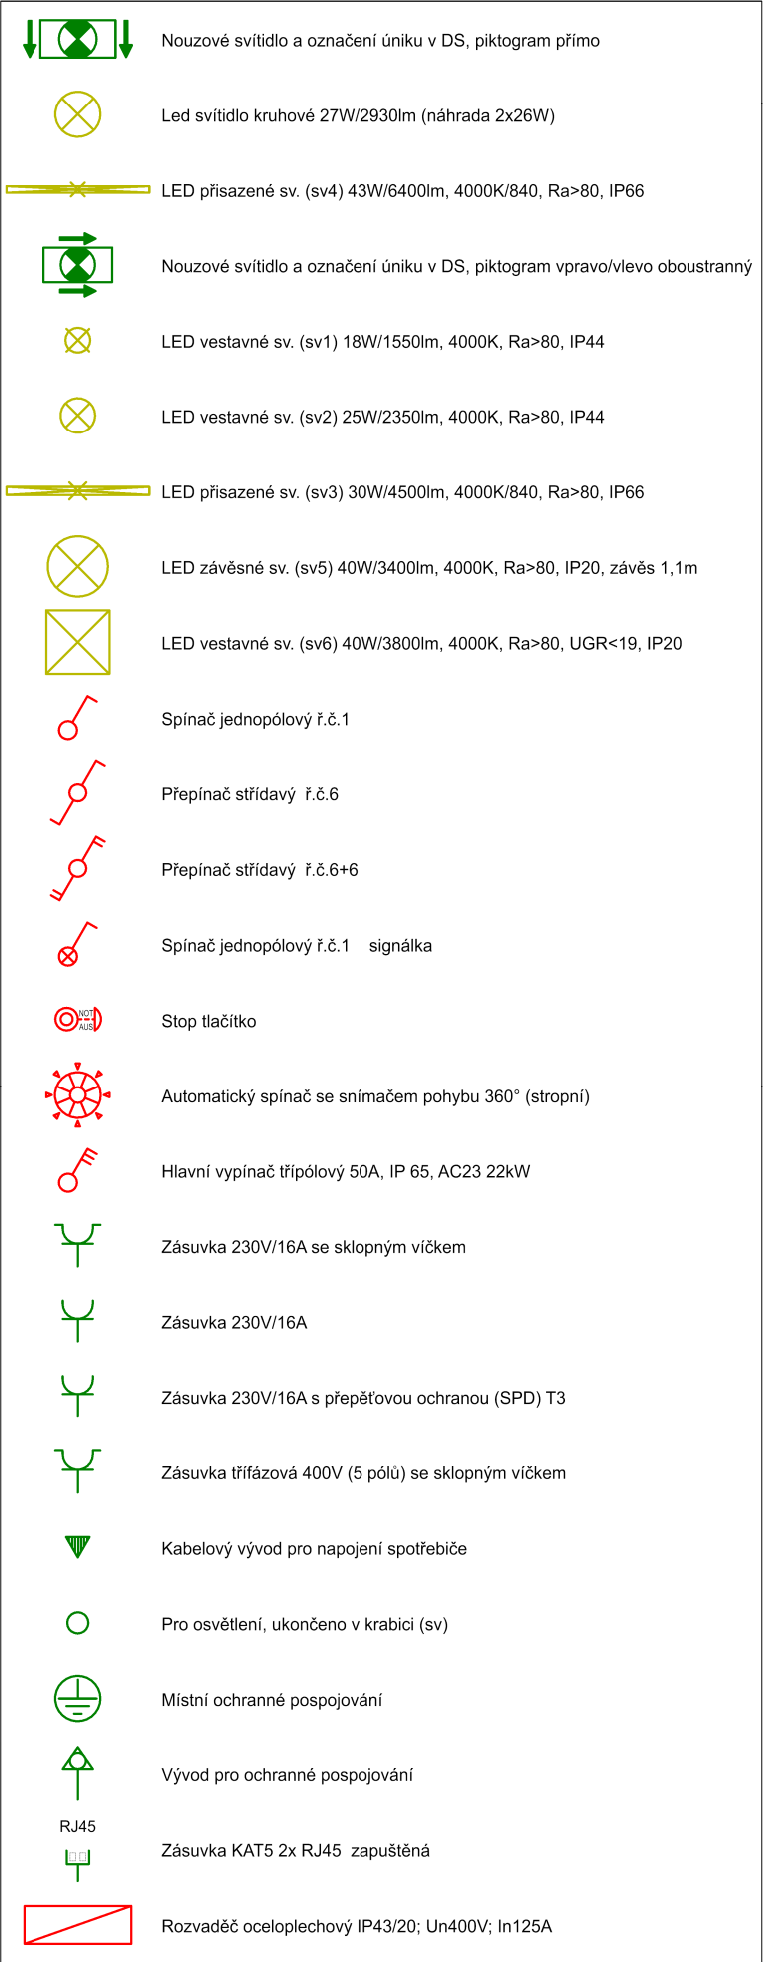 Nouzové svítidlo a označení úniku v DS, piktogram přímo
Led svítidlo kruhové 27W/2930lm (náhrada 2x26W)
LED přisazené sv. (sv4) 43W/6400lm, 4000K/840, Ra>80, IP66
Nouzové svítidlo a označení úniku v DS, piktogram vpravo/vlevo oboustranný
LED vestavné sv. (sv1) 18W/1550lm, 4000K, Ra>80, IP44
LED vestavné sv. (sv2) 25W/2350lm, 4000K, Ra>80, IP44
LED přisazené sv. (sv3) 30W/4500lm, 4000K/840, Ra>80, IP66
LED závěsné sv. (sv5) 40W/3400lm, 4000K, Ra>80, IP20, závěs 1,1m
LED vestavné sv. (sv6) 40W/3800lm, 4000K, Ra>80, UGR<19, IP20
Spínač jednopólový ř.č.1
Přepínač střídavý ř.č.6
Přepínač střídavý ř.č.6+6
Spínač jednopólový ř.č.1 signálka
NOT
AUS
Stop tlačítko
Automatický spínač se snímačem pohybu 360° (stropní)
Hlavní vypínač třípólový 50A, IP 65, AC23 22kW
Zásuvka 230V/16A se sklopným víčkem
Zásuvka 230V/16A
Zásuvka 230V/16A s přepěťovou ochranou (SPD) T3
Zásuvka třífázová 400V (5 pólů) se sklopným víčkem
Kabelový vývod pro napojení spotřebiče
Pro osvětlení, ukončeno v krabici (sv)
Místní ochranné pospojování
Vývod pro ochranné pospojování
RJ45
Zásuvka KAT5 2x RJ45 zapuštěná
Rozvaděč oceloplechový IP43/20; Un400V; In125A